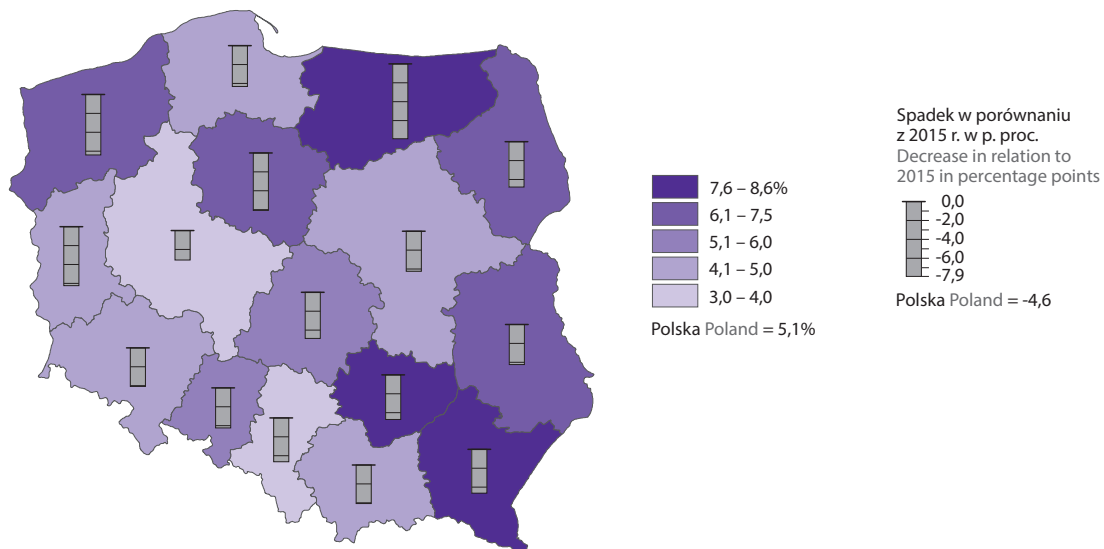 7,6 – 8,6%
6,1 – 7,5
5,1 – 6,0
4,1 – 5,0
3,0 – 4,0
Polska Poland = 5,1%
Spadek w porównaniu
z 2015 r. w p. proc.
Decrease in relation to
2015 in percentage points
0,0
-2,0
-4,0
-6,0
-7,9
Polska Poland = -4,6